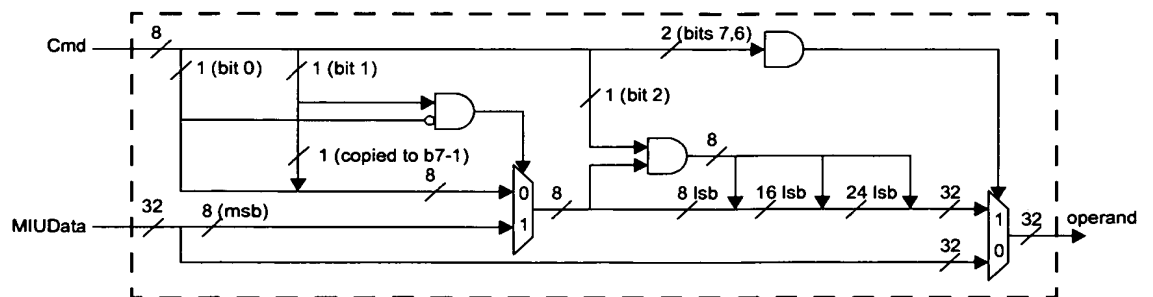 8
2 (bits 7,6)
Cmd
1 (bit 0)
1 (bit 1)
1 (bit 2)
8
1 (copied to b7-1)
8
0
32
8 (msb)
8
8 lsb
16 lsb
24 lsb
32
MIUData
1
1
32
operand
32
0